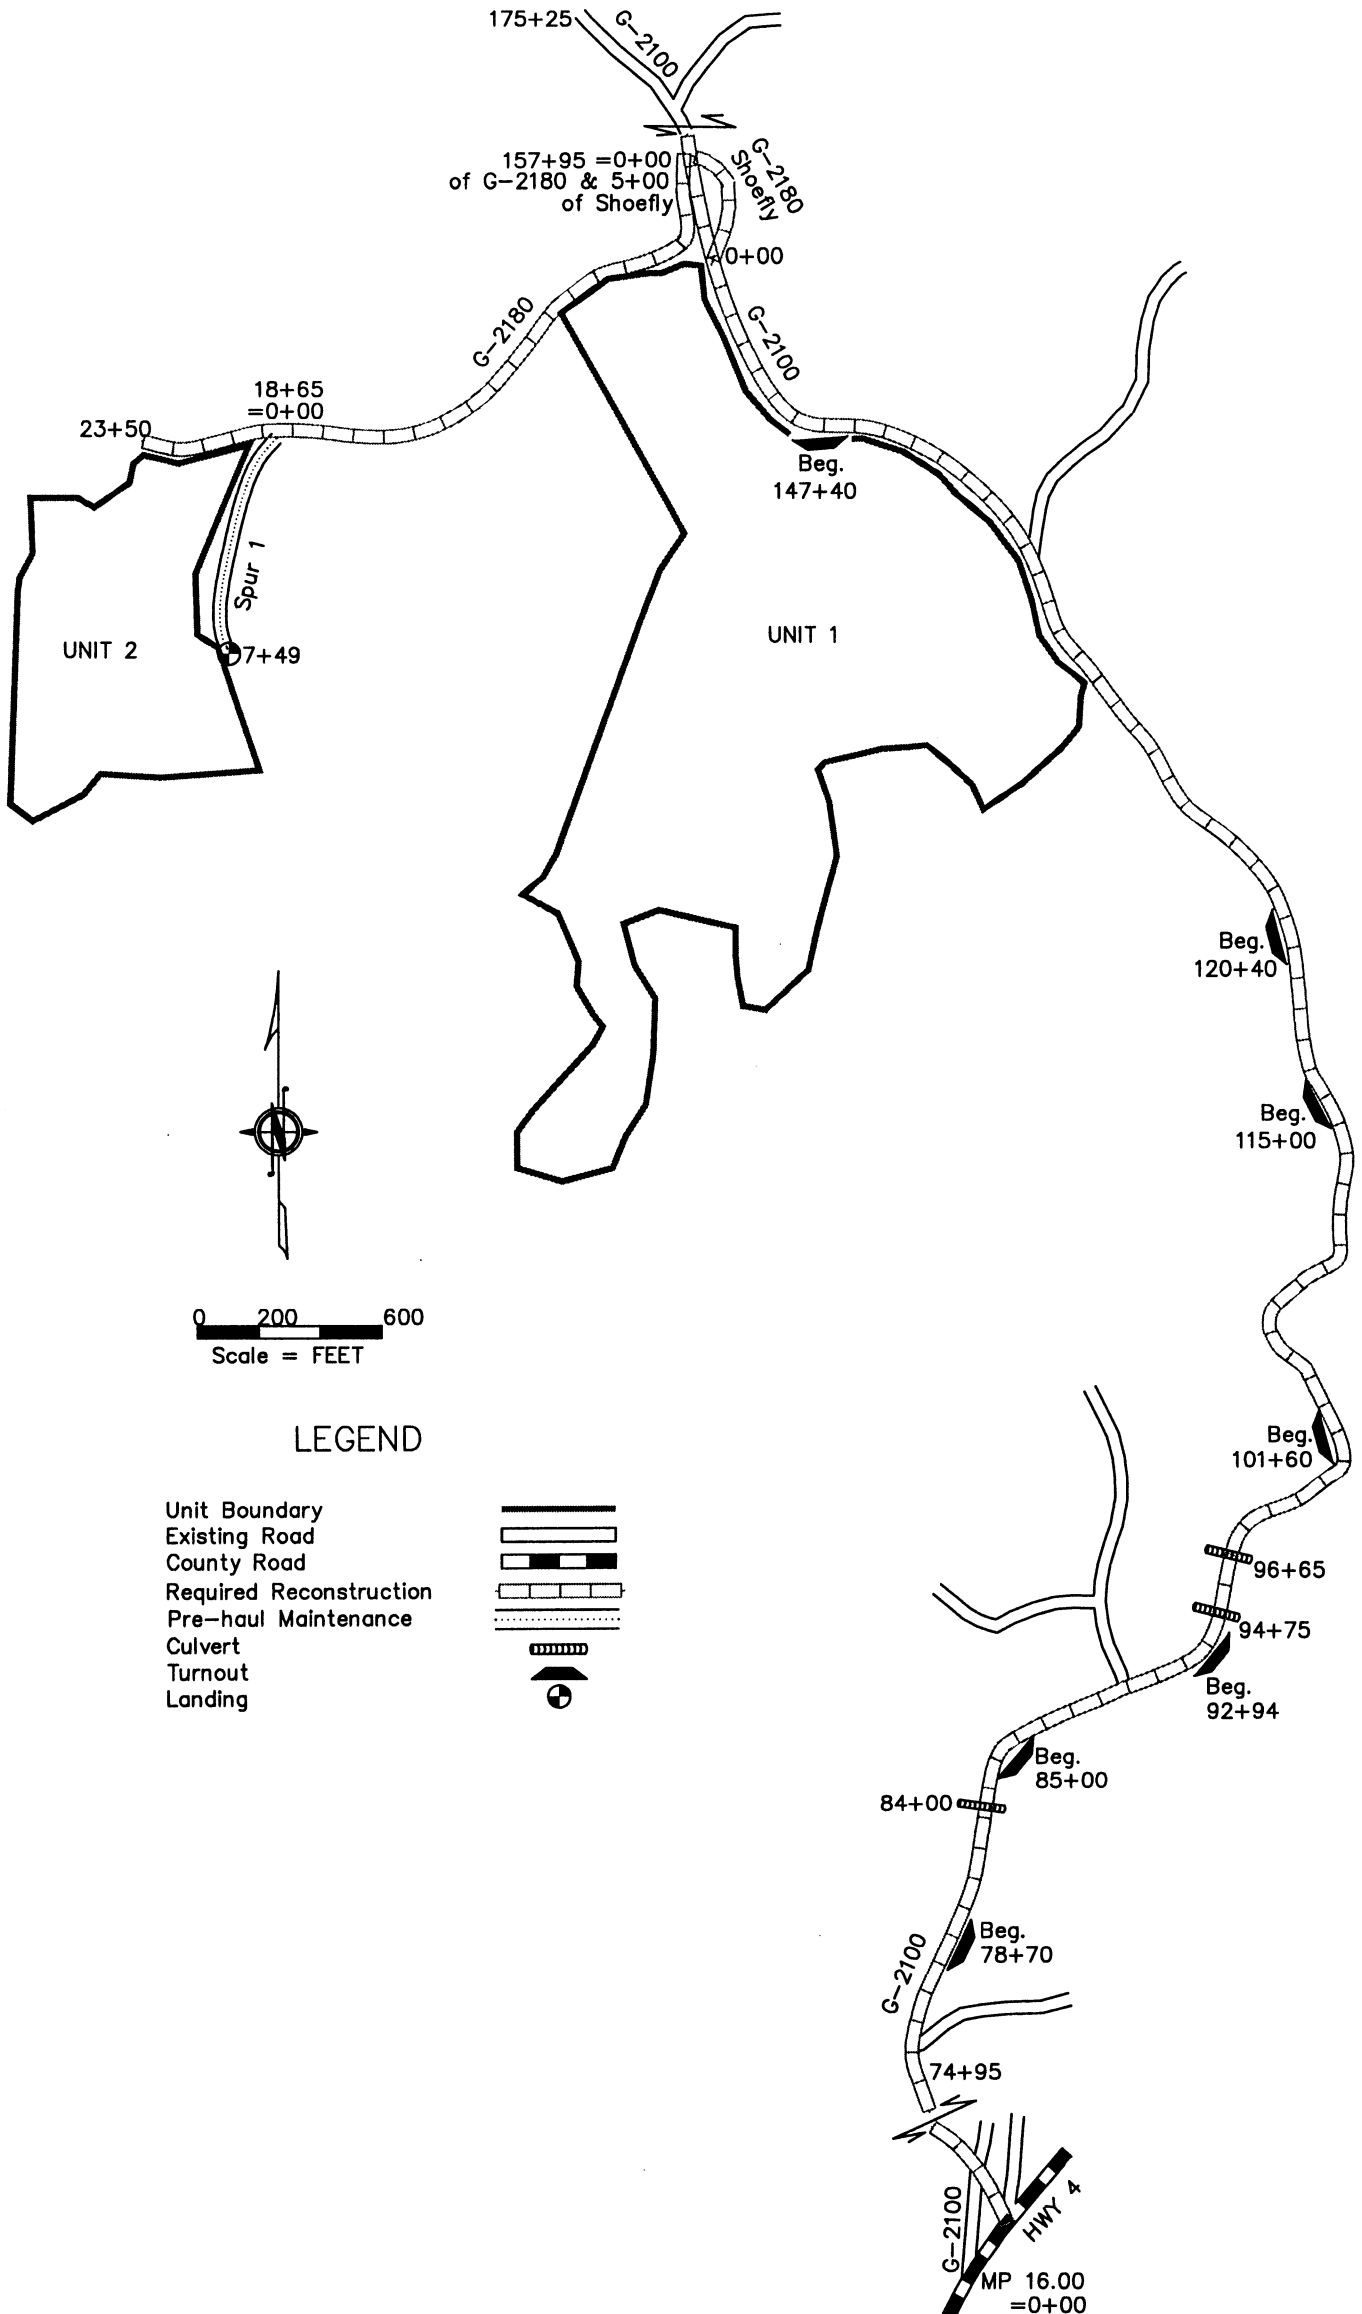 175+25
G-2100
157+95 =0+00
of G-2180 & 5+00
of Shoefly
G-2180
Shoefly
0+00
G-2180
G-2100
18+65
=0+00
23+50
Beg.
147+40
Spur 1
UNIT 2
7+49
UNIT 1
Beg.
120+40
Beg.
115+00
0 200 600
Scale = FEET
LEGEND
Unit Boundary
Existing Road
County Road
Required Reconstruction
Pre-haul Maintenance
Culvert
Turnout
Landing
Beg.
101+60
96+65
94+75
Beg.
92+94
Beg.
85+00
84+00
Beg.
78+70
G-2100
74+95
G-2100
HWY 4
MP 16.00
=0+00